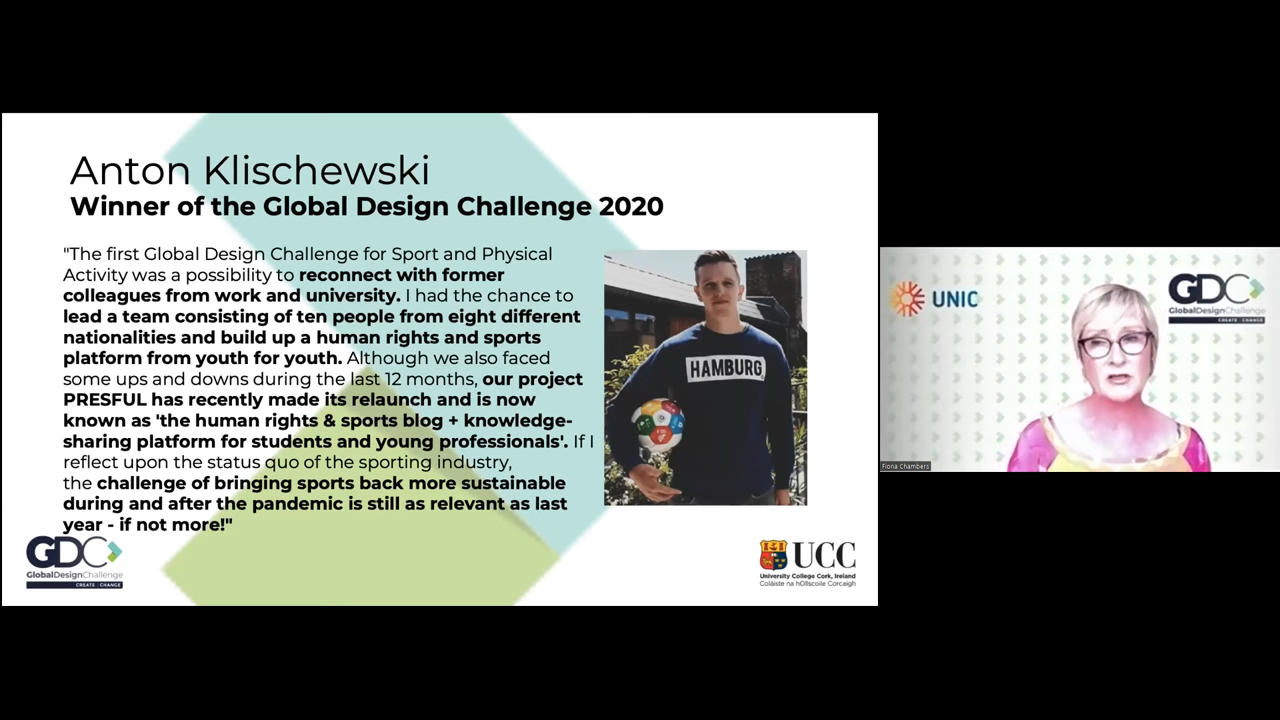 Anton Klischewski
Winner of the Global Design Challenge 2020
"The first Global Design Challenge for Sport and Physical
Activity was a possibility to reconnect with former
colleagues from work and university. I had the chance to
lead a team consisting of ten people from eight different
nationalities and build up a human rights and sports
platform from youth for youth. Although we also faced
some ups and downs during the last 12 months, our project
PRESFUL has recently made its relaunch and is now
known as 'the human rights & sports blog + knowledge-
sharing platform for students and young professionals'. If I
reflect upon the status quo of the sporting industry,
the challenge of bringing sports back more sustainable
during and after the pandemic is still as relevant as last
year - if not more!"
HAMBURG
GDC
GlobalDesignChallenge
CREATE CHANGE
UCC
University College Cork, Ireland
Coláiste na hOllscoile Corcaigh
UNIC
GDC
GlobalDesignChallenge
CREATE CHANGE
Fiona Chambers